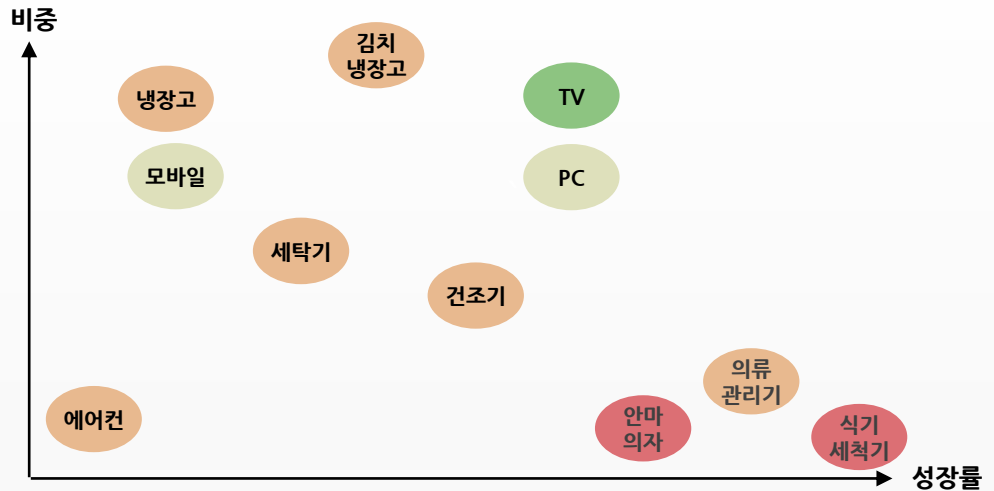 비중
김치
냉장고
냉장고
TV
모바일
PC
세탁기
건조기
의류
관리기
에어컨
안마
의자
식기
세척기
성장률